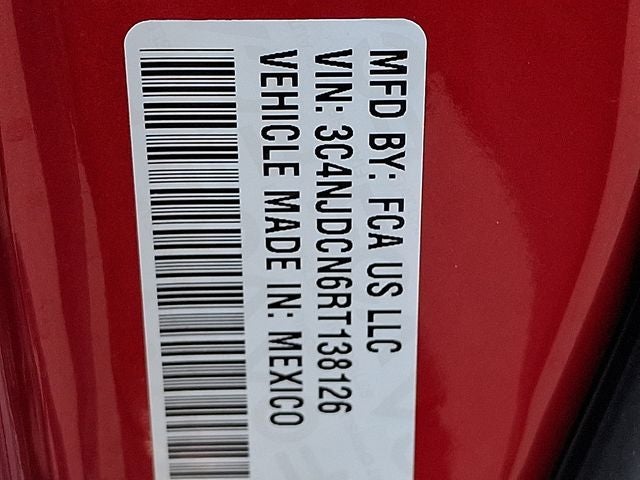 MFD BY: FCA US LLC
VIN: 3C4NJDCN6RT138126
VEHICLE MADE IN: MEXICO